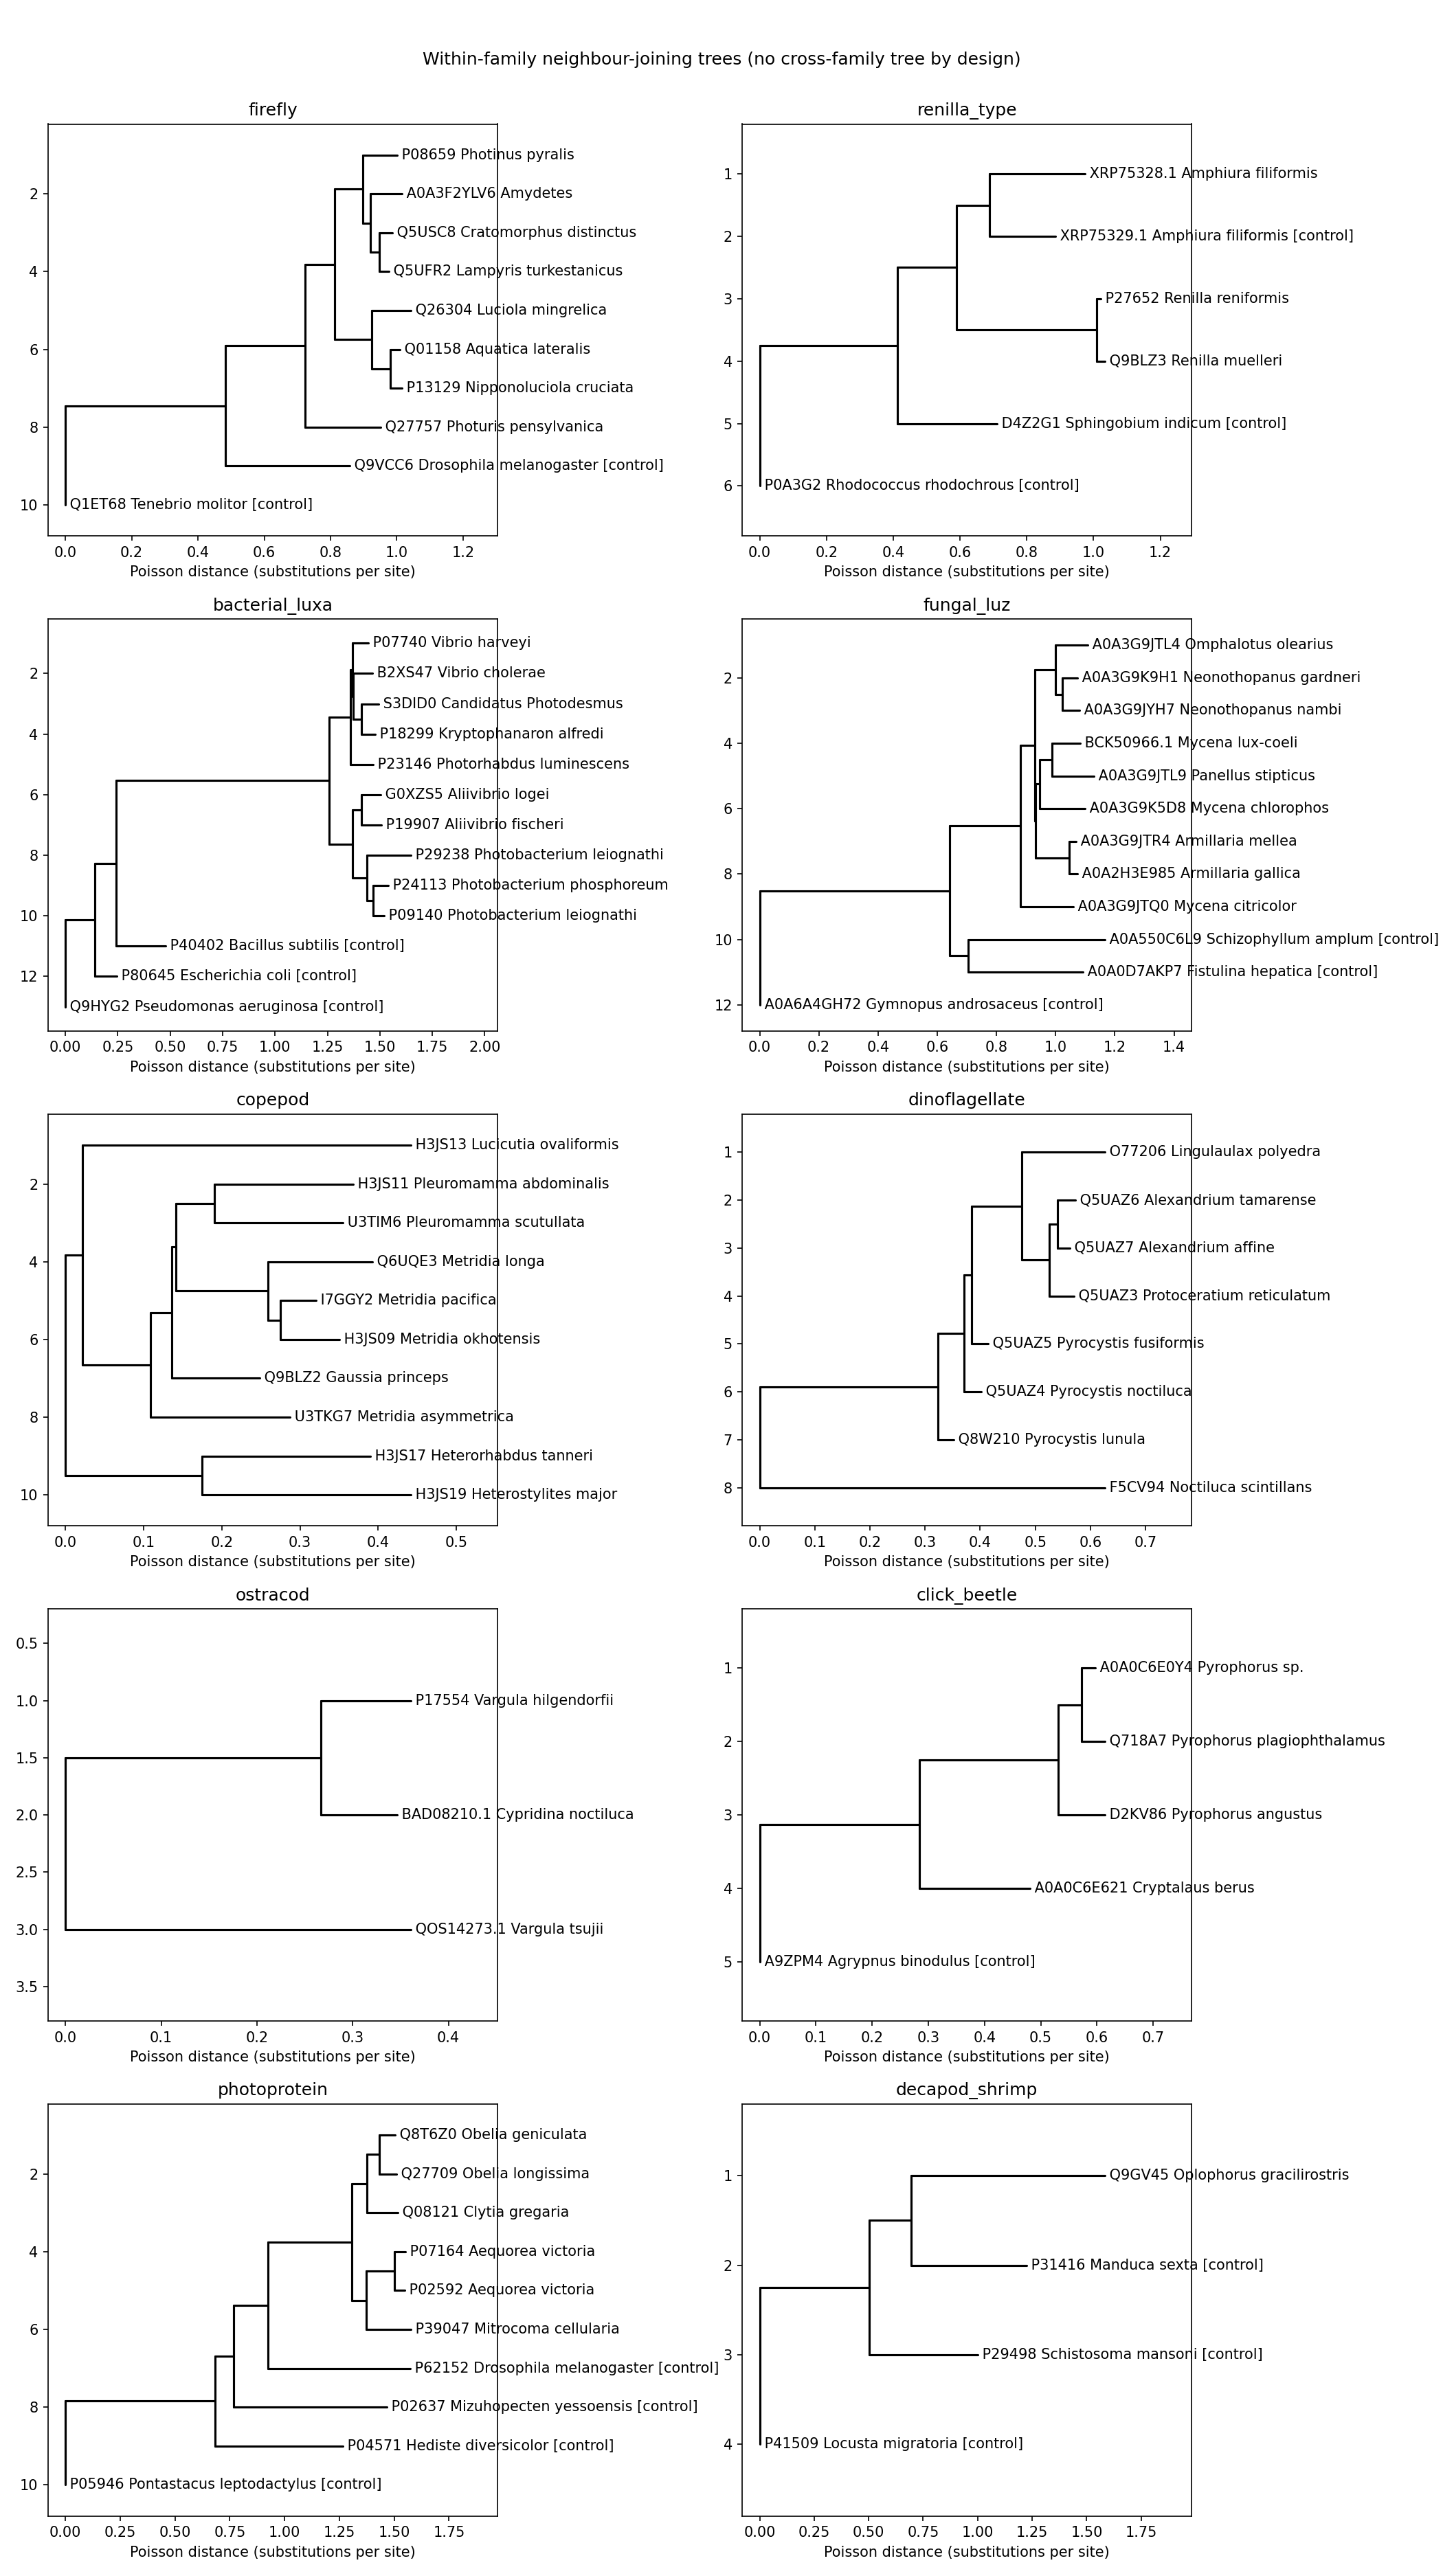 Within-family neighbour-joining trees (no cross-family tree by design)
firefly
P08659 Photinus pyralis
A0A3F2YLV6 Amydetes
2
Q5USC8 Cratomorphus distinctus
Q5UFR2 Lampyris turkestanicus
4
Q26304 Luciola mingrelica
Q01158 Aquatica lateralis
6
P13129 Nipponoluciola cruciata
Q27757 Photuris pensylvanica
8
Q9VCC6 Drosophila melanogaster [control]
Q1ET68 Tenebrio molitor [control]
10
0.0 0.2 0.4 0.6 0.8 1.0 1.2
Poisson distance (substitutions per site)
renilla_type
XRP75328.1 Amphiura filiformis
1
XRP75329.1 Amphiura filiformis [control]
2
P27652 Renilla reniformis
3
Q9BLZ3 Renilla muelleri
4
D4Z2G1 Sphingobium indicum [control]
5
P0A3G2 Rhodococcus rhodochrous [control]
6
0.0 0.2 0.4 0.6 0.8 1.0 1.2
Poisson distance (substitutions per site)
bacterial_luxa
P07740 Vibrio harveyi
B2XS47 Vibrio cholerae
2
S3DID0 Candidatus Photodesmus
P18299 Kryptophanaron alfredi
4
P23146 Photorhabdus luminescens
G0XZS5 Aliivibrio logei
6
P19907 Aliivibrio fischeri
P29238 Photobacterium leiognathi
8
P24113 Photobacterium phosphoreum
P09140 Photobacterium leiognathi
10
P40402 Bacillus subtilis [control]
P80645 Escherichia coli [control]
12
Q9HYG2 Pseudomonas aeruginosa [control]
0.00 0.25 0.50 0.75 1.00 1.25 1.50 1.75 2.00
Poisson distance (substitutions per site)
fungal_luz
A0A3G9JTL4 Omphalotus olearius
A0A3G9K9H1 Neonothopanus gardneri
2
A0A3G9JYH7 Neonothopanus nambi
BCK50966.1 Mycena lux-coeli
4
A0A3G9JTL9 Panellus stipticus
A0A3G9K5D8 Mycena chlorophos
6
A0A3G9JTR4 Armillaria mellea
A0A2H3E985 Armillaria gallica
8
A0A3G9JTQ0 Mycena citricolor
A0A550C6L9 Schizophyllum amplum [control]
10
A0A0D7AKP7 Fistulina hepatica [control]
A0A6A4GH72 Gymnopus androsaceus [control]
12
0.0 0.2 0.4 0.6 0.8 1.0 1.2 1.4
Poisson distance (substitutions per site)
copepod
H3JS13 Lucicutia ovaliformis
H3JS11 Pleuromamma abdominalis
2
U3TIM6 Pleuromamma scutullata
Q6UQE3 Metridia longa
4
I7GGY2 Metridia pacifica
H3JS09 Metridia okhotensis
6
Q9BLZ2 Gaussia princeps
U3TKG7 Metridia asymmetrica
8
H3JS17 Heterorhabdus tanneri
H3JS19 Heterostylites major
10
0.0 0.1 0.2 0.3 0.4 0.5
Poisson distance (substitutions per site)
dinoflagellate
O77206 Lingulaulax polyedra
1
Q5UAZ6 Alexandrium tamarense
2
Q5UAZ7 Alexandrium affine
3
Q5UAZ3 Protoceratium reticulatum
4
Q5UAZ5 Pyrocystis fusiformis
5
Q5UAZ4 Pyrocystis noctiluca
6
Q8W210 Pyrocystis lunula
7
F5CV94 Noctiluca scintillans
8
0.0 0.1 0.2 0.3 0.4 0.5 0.6 0.7
Poisson distance (substitutions per site)
ostracod
0.5
P17554 Vargula hilgendorfii
1.0
1.5
BAD08210.1 Cypridina noctiluca
2.0
2.5
QOS14273.1 Vargula tsujii
3.0
3.5
0.0 0.1 0.2 0.3 0.4
Poisson distance (substitutions per site)
click_beetle
A0A0C6E0Y4 Pyrophorus sp.
1
Q718A7 Pyrophorus plagiophthalamus
2
D2KV86 Pyrophorus angustus
3
A0A0C6E621 Cryptalaus berus
4
A9ZPM4 Agrypnus binodulus [control]
5
0.0 0.1 0.2 0.3 0.4 0.5 0.6 0.7
Poisson distance (substitutions per site)
photoprotein
Q8T6Z0 Obelia geniculata
Q27709 Obelia longissima
2
Q08121 Clytia gregaria
P07164 Aequorea victoria
4
P02592 Aequorea victoria
P39047 Mitrocoma cellularia
6
P62152 Drosophila melanogaster [control]
P02637 Mizuhopecten yessoensis [control]
8
P04571 Hediste diversicolor [control]
P05946 Pontastacus leptodactylus [control]
10
0.00 0.25 0.50 0.75 1.00 1.25 1.50 1.75
Poisson distance (substitutions per site)
decapod_shrimp
Q9GV45 Oplophorus gracilirostris
1
P31416 Manduca sexta [control]
2
P29498 Schistosoma mansoni [control]
3
P41509 Locusta migratoria [control]
4
0.00 0.25 0.50 0.75 1.00 1.25 1.50 1.75
Poisson distance (substitutions per site)